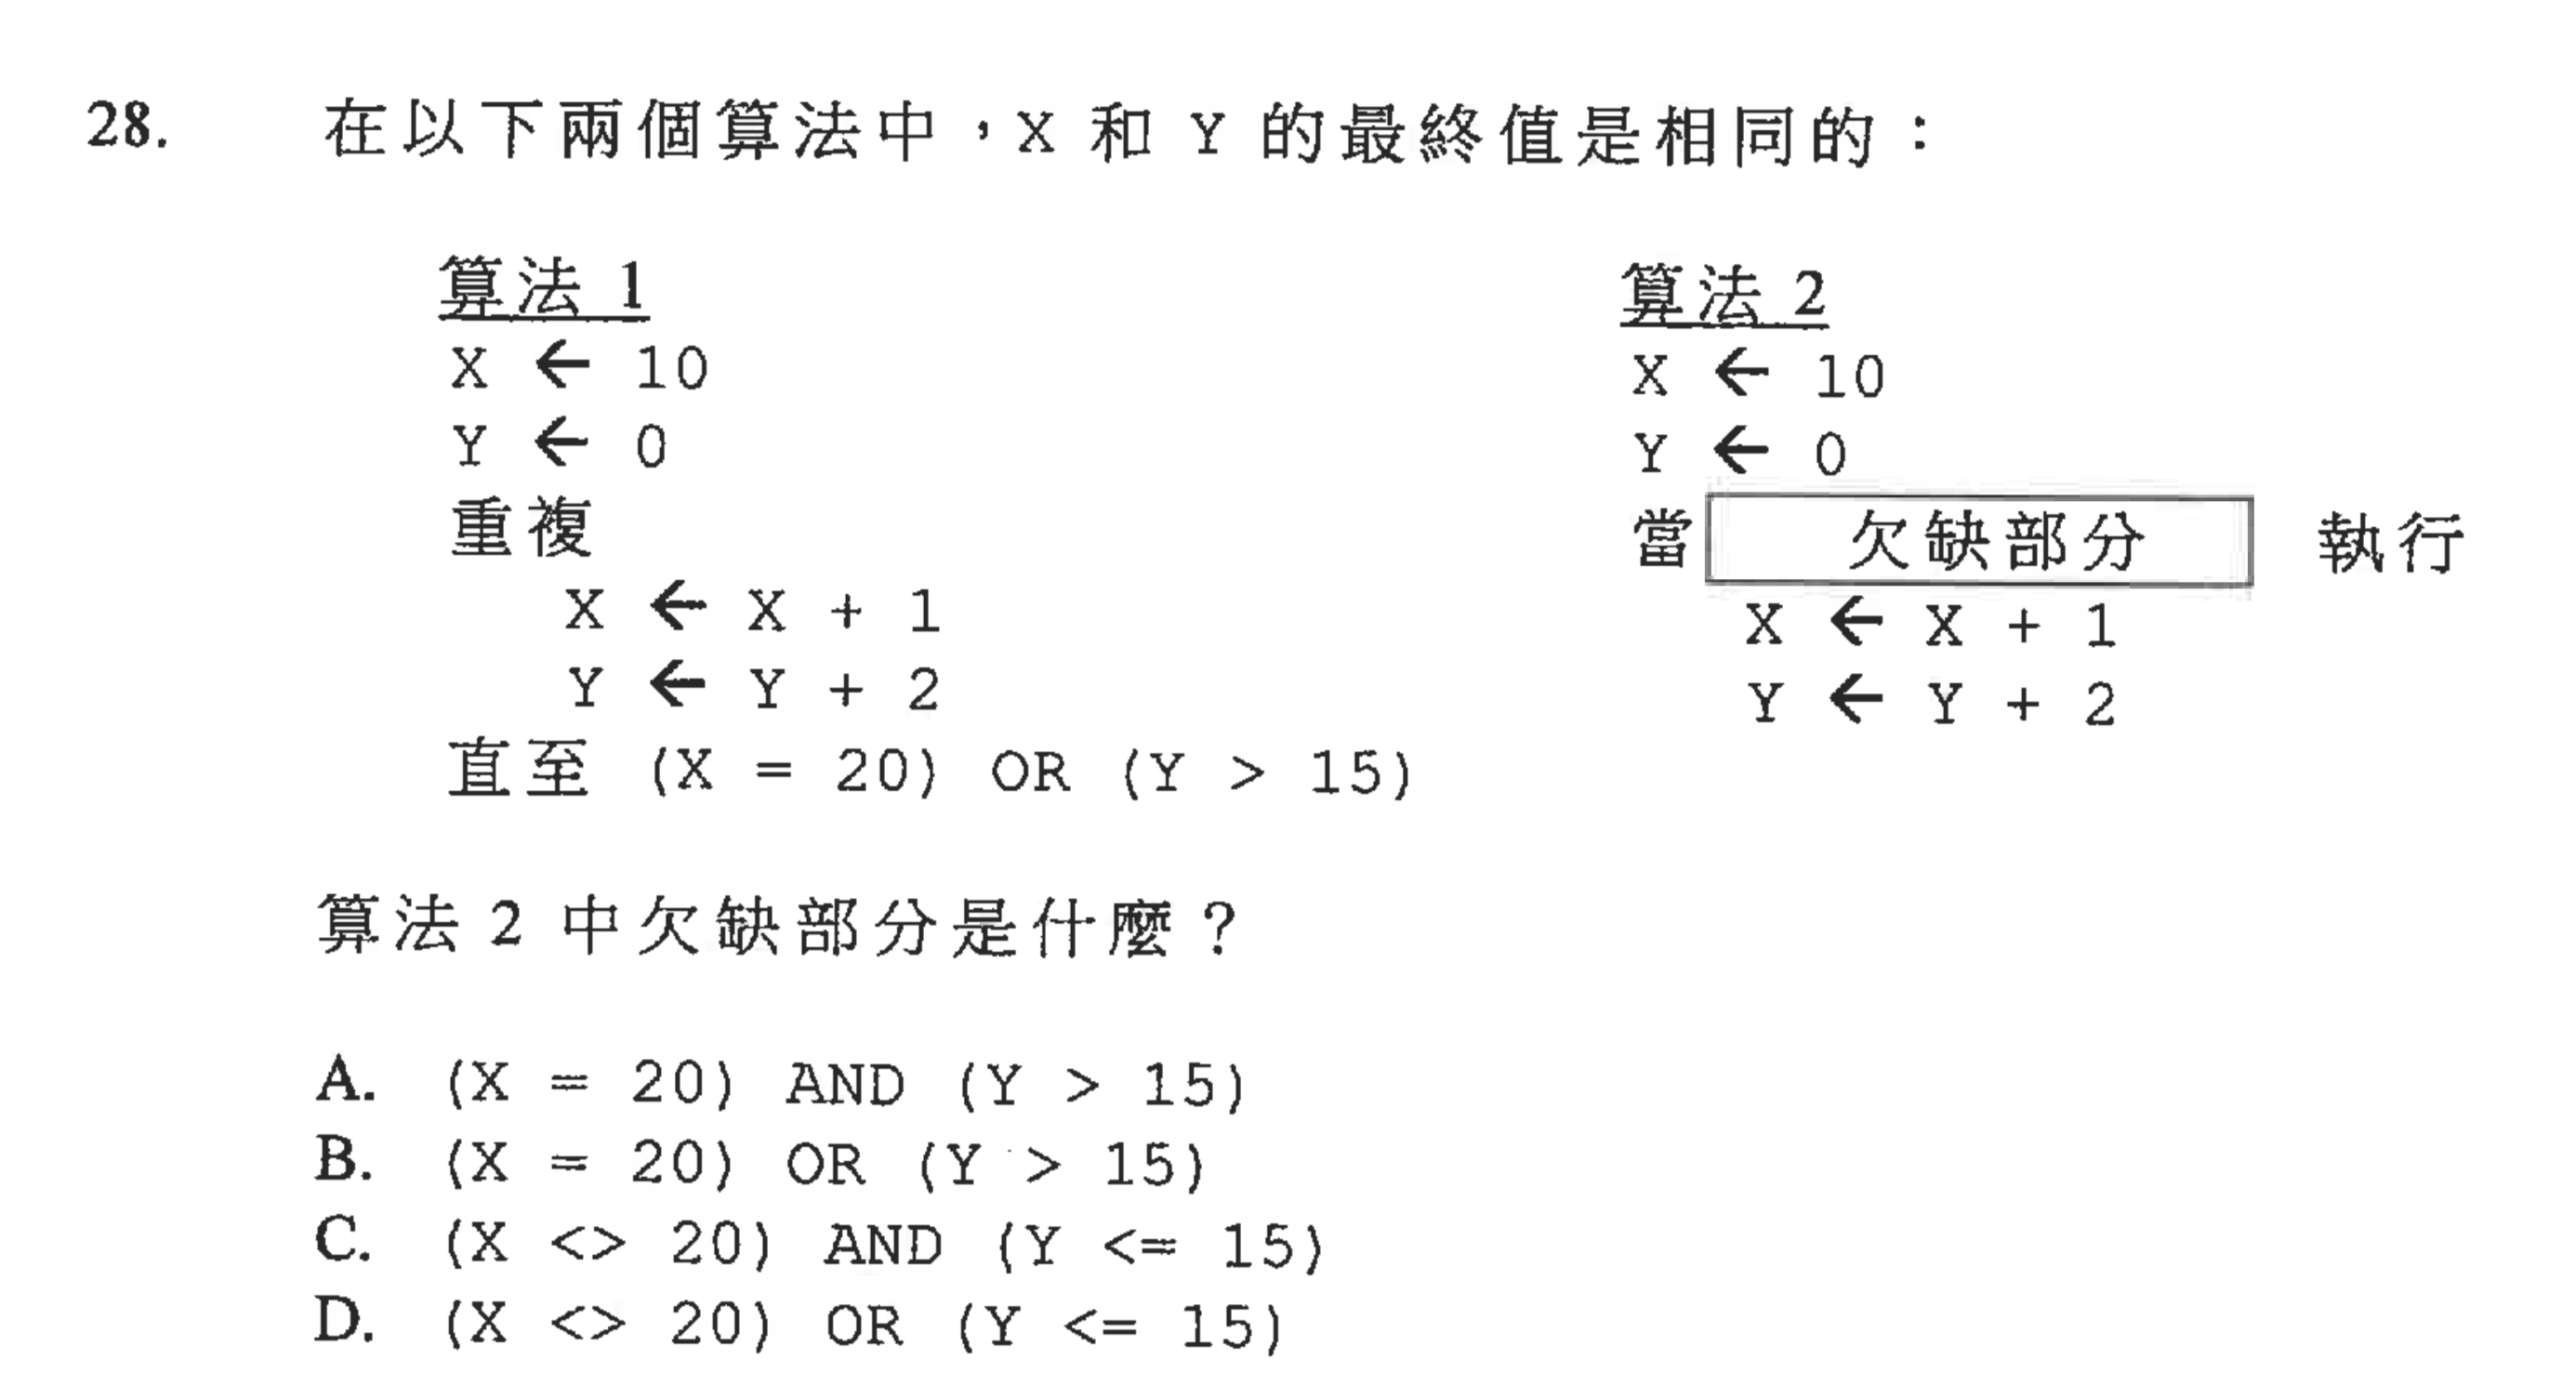 28. 在以下兩個算法中，X 和 Y 的最終值是相同的：
算法 1
X ← 10
Y ← 0
重複
X ← X + 1
Y ← Y + 2
直至 (X = 20) OR (Y > 15)
算法 2
X ← 10
Y ← 0
當 欠缺部分 執行
X ← X + 1
Y ← Y + 2
算法 2 中欠缺部分是什麼？
A. (X = 20) AND (Y > 15)
B. (X = 20) OR (Y > 15)
C. (X <> 20) AND (Y <= 15)
D. (X <> 20) OR (Y <= 15)